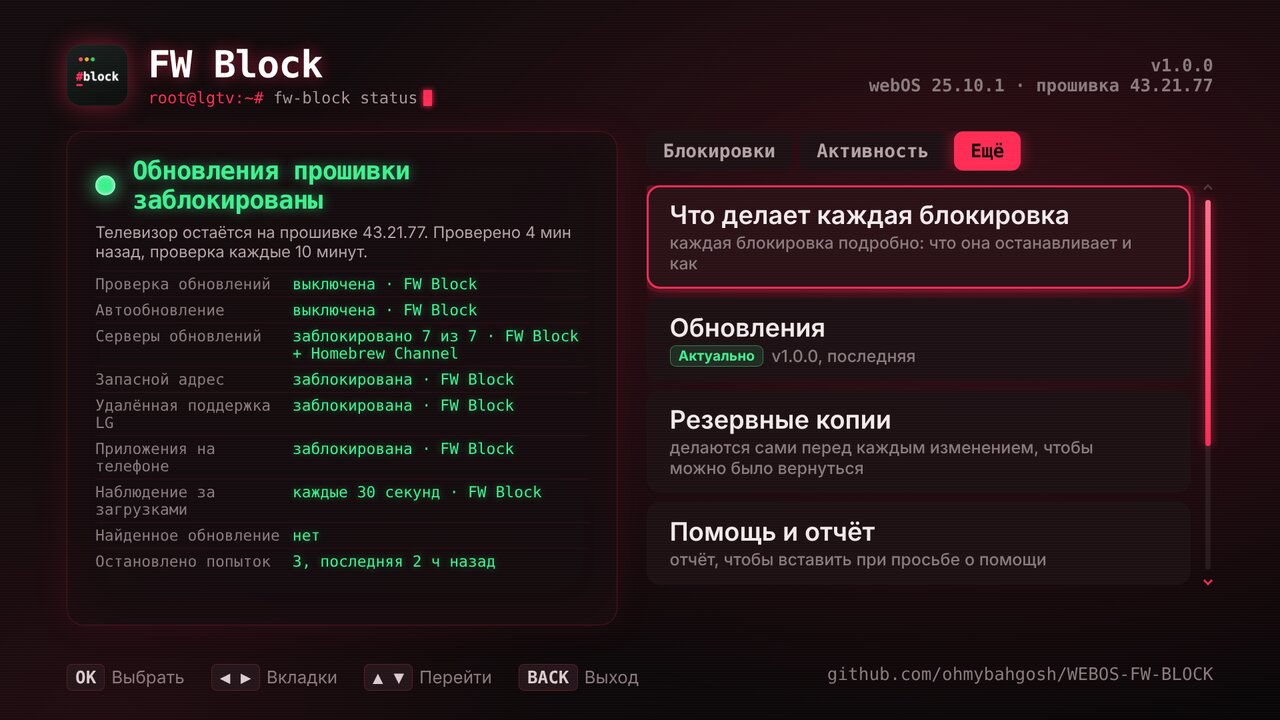 #block
FW Block
root@lgtv:~# fw-block status
v1.0.0
webOS 25.10.1 · прошивка 43.21.77
Обновления прошивки
заблокированы
Телевизор остаётся на прошивке 43.21.77. Проверено 4 мин
назад, проверка каждые 10 минут.
Проверка обновлений выключена · FW Block
Автообновление выключена · FW Block
Серверы обновлений заблокировано 7 из 7 · FW Block
+ Homebrew Channel
Запасной адрес заблокирована · FW Block
Удалённая поддержка заблокирована · FW Block
LG
Приложения на заблокирована · FW Block
телефоне
Наблюдение за каждые 30 секунд · FW Block
загрузками
Найденное обновление нет
Остановлено попыток 3, последняя 2 ч назад
Блокировки Активность Ещё
Что делает каждая блокировка
каждая блокировка подробно: что она останавливает и
как
Обновления
Актуально v1.0.0, последняя
Резервные копии
делаются сами перед каждым изменением, чтобы
можно было вернуться
Помощь и отчёт
отчёт, чтобы вставить при просьбе о помощи
OK Выбрать ◀ ▶ Вкладки ▲ ▼ Перейти BACK Выход
github.com/ohmybahgosh/WEBOS-FW-BLOCK